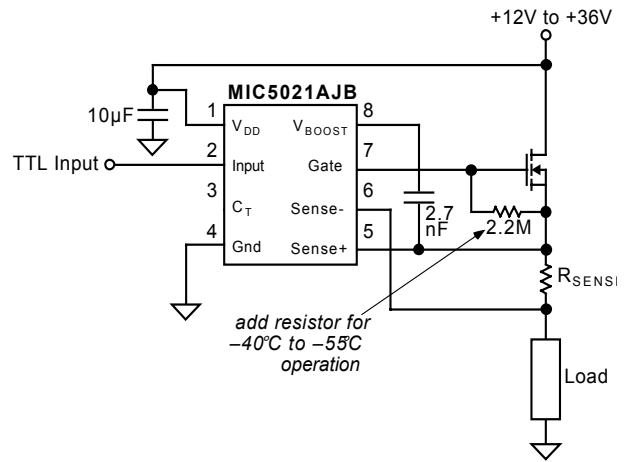 +12V to +36V
MIC5021AJB
10µF
1
8
V_DD
V_BOOST
TTL Input
2
7
Input
Gate
3
6
C_T
Sense-
2.7
nF
2.2M
4
5
Gnd
Sense+
R_SENSE
add resistor for
–40°C to –55°C
operation
Load